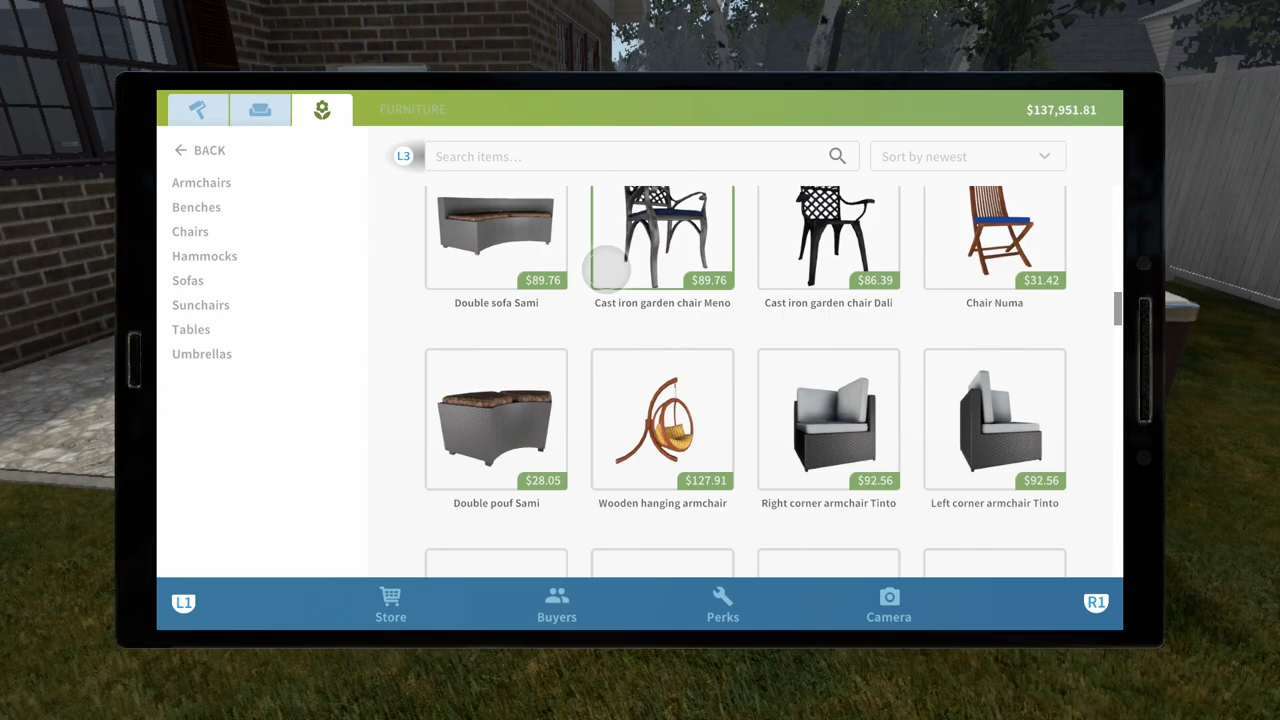 FURNITURE
$137,951.81
BACK
L3
Search items...
Sort by newest
Armchairs
Benches
Chairs
Hammocks
Sofas
Sunchairs
Tables
Umbrellas
$89.76
$89.76
$86.39
$31.42
Double sofa Sami
Cast iron garden chair Meno
Cast iron garden chair Dali
Chair Numa
$28.05
$127.91
$92.56
$92.56
Double pouf Sami
Wooden hanging armchair
Right corner armchair Tinto
Left corner armchair Tinto
L1
Store
Buyers
Perks
Camera
R1